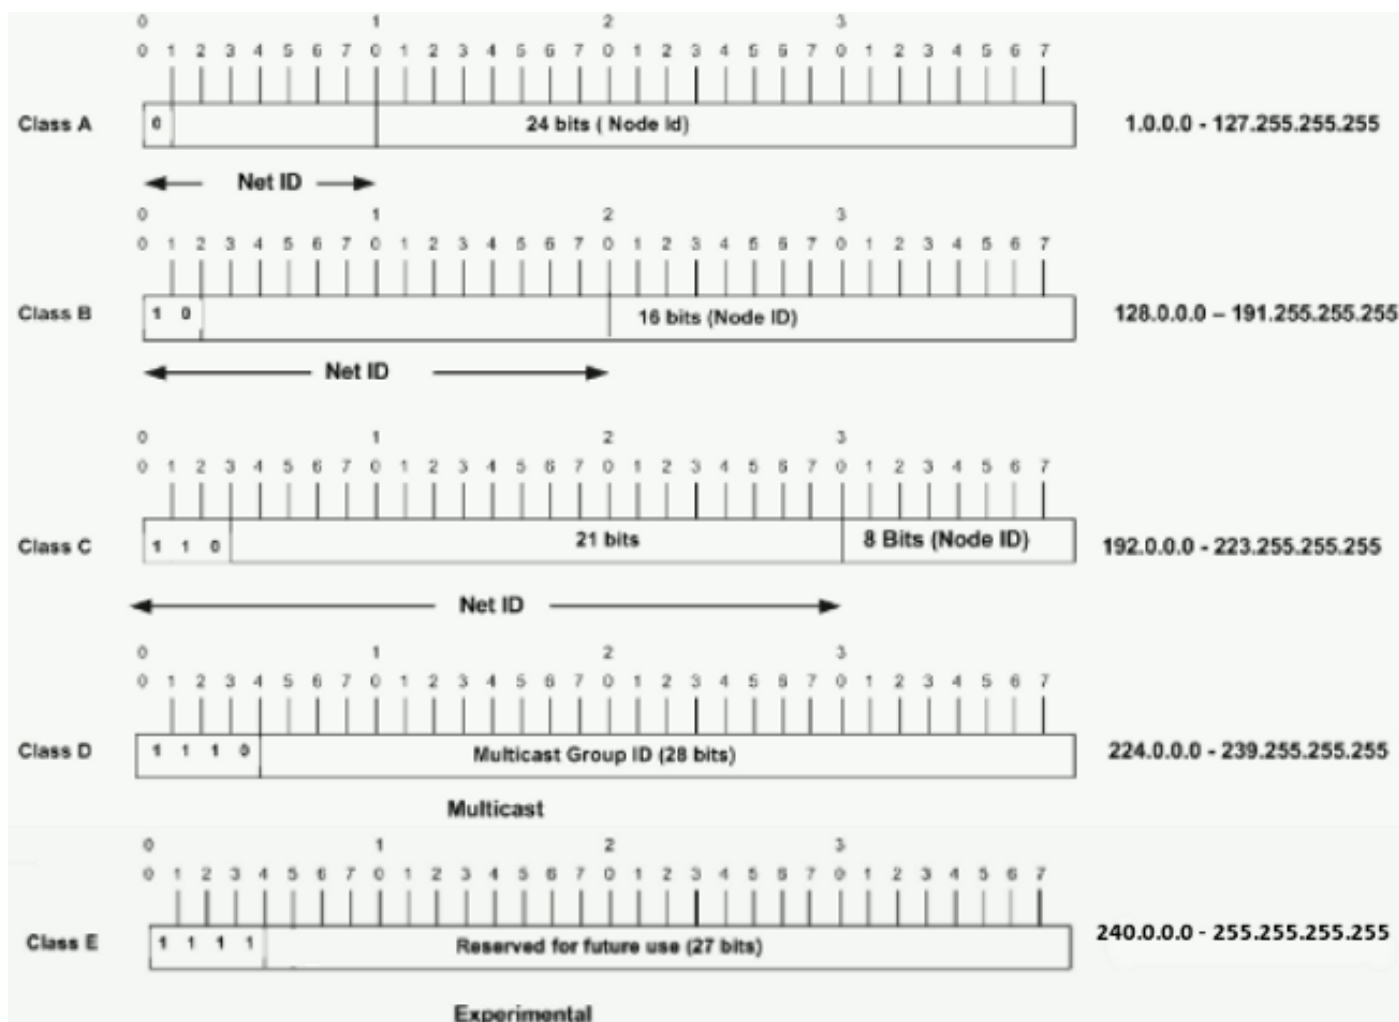 0 1 2 3
0 1 2 3 4 5 6 7 0 1 2 3 4 5 6 7 0 1 2 3 4 5 6 7 0 1 2 3 4 5 6 7
Class A 0 24 bits ( Node Id) 1.0.0.0 - 127.255.255.255
Net ID
0 1 2 3
0 1 2 3 4 5 6 7 0 1 2 3 4 5 6 7 0 1 2 3 4 5 6 7 0 1 2 3 4 5 6 7
Class B 1 0 16 bits (Node ID) 128.0.0.0 – 191.255.255.255
Net ID
0 1 2 3
0 1 2 3 4 5 6 7 0 1 2 3 4 5 6 7 0 1 2 3 4 5 6 7 0 1 2 3 4 5 6 7
Class C 1 1 0 21 bits 8 Bits (Node ID) 192.0.0.0 - 223.255.255.255
Net ID
0 1 2 3
0 1 2 3 4 5 6 7 0 1 2 3 4 5 6 7 0 1 2 3 4 5 6 7 0 1 2 3 4 5 6 7
Class D 1 1 1 0 Multicast Group ID (28 bits) 224.0.0.0 - 239.255.255.255
Multicast
0 1 2 3
0 1 2 3 4 5 6 7 0 1 2 3 4 5 6 7 0 1 2 3 4 5 6 7 0 1 2 3 4 5 6 7
Class E 1 1 1 1 Reserved for future use (27 bits) 240.0.0.0 - 255.255.255.255
Experimental